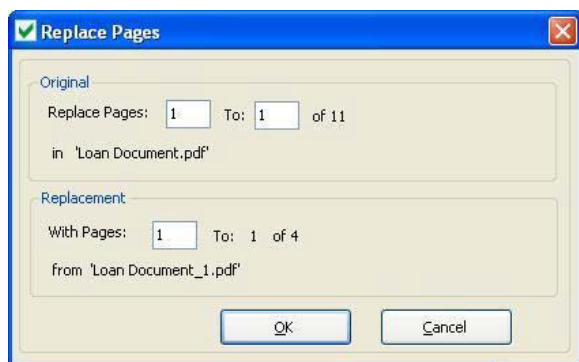 Replace Pages
Original
Replace Pages: 1 To: 1 of 11
in 'Loan Document.pdf'
Replacement
With Pages: 1 To: 1 of 4
from 'Loan Document_1.pdf'
OK Cancel